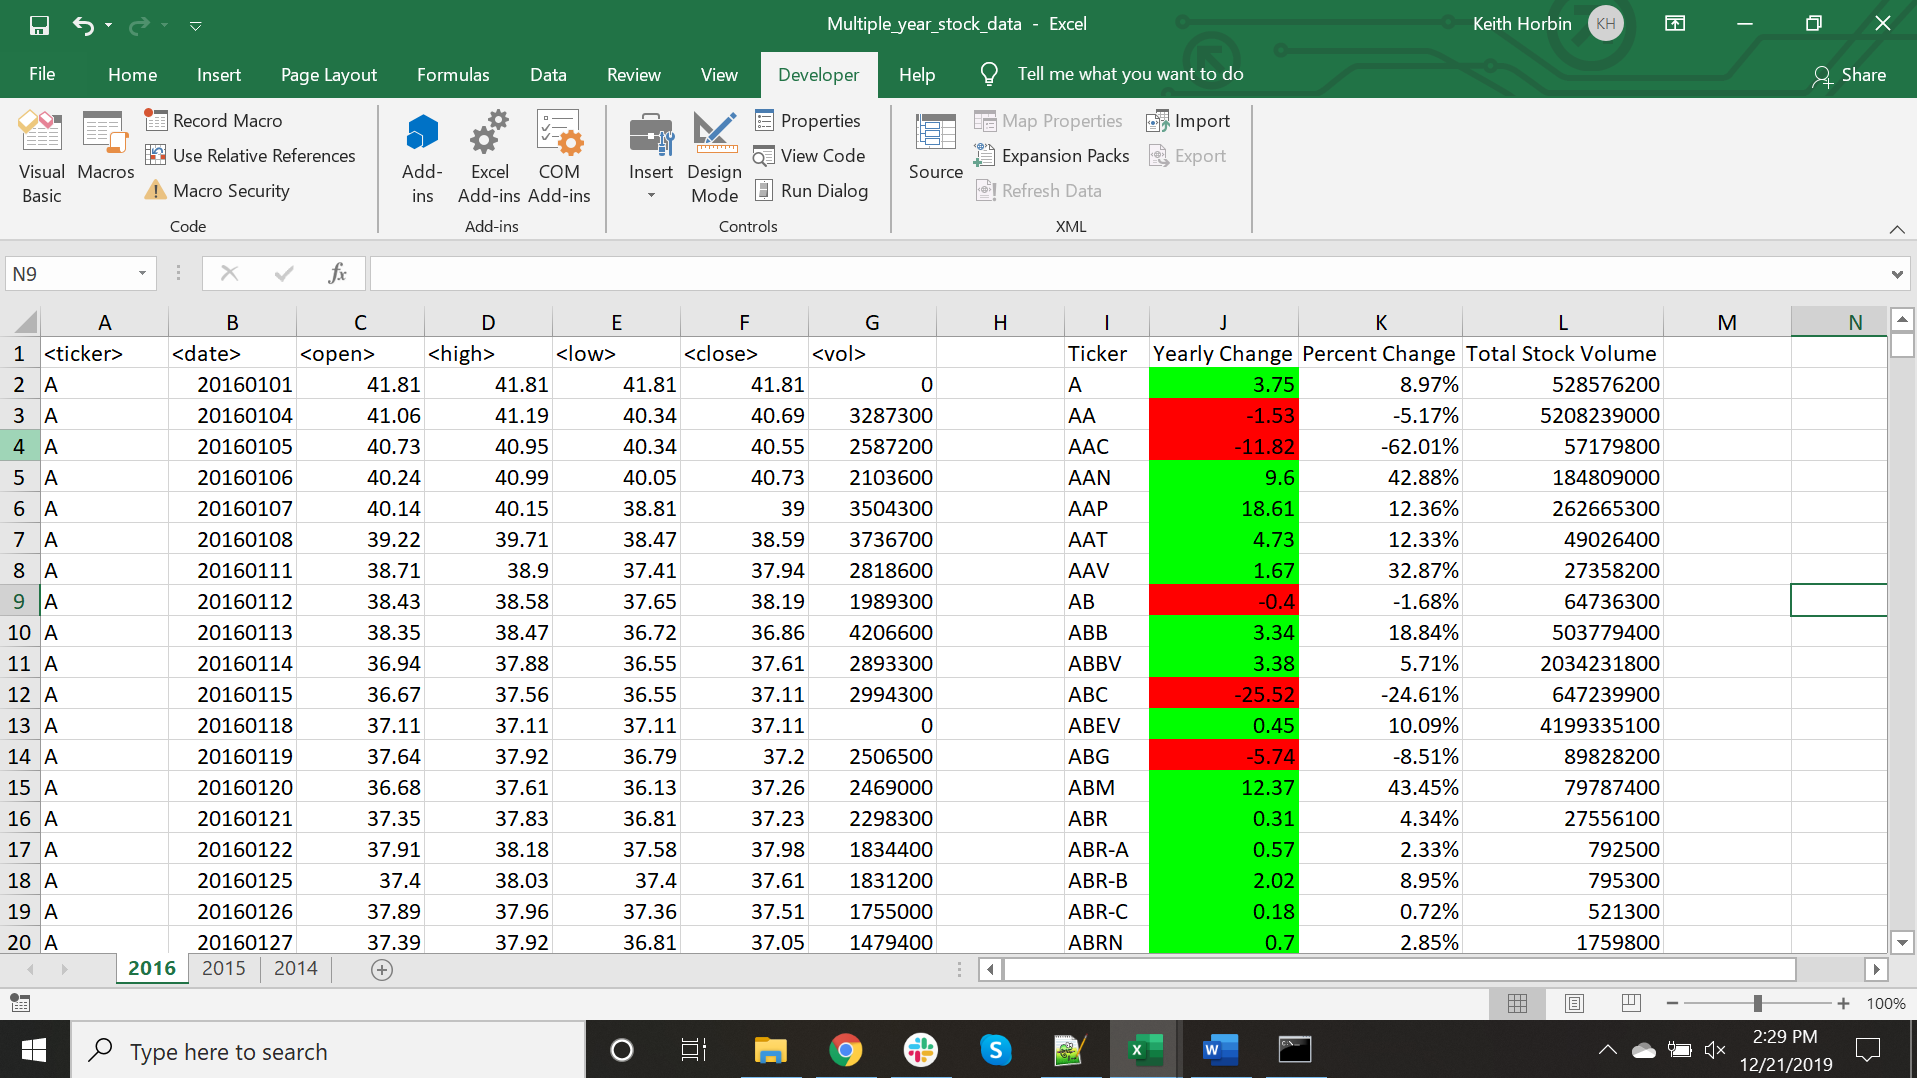 Multiple_year_stock_data - Excel
Keith Horbin KH
File Home Insert Page Layout Formulas Data Review View Developer Help Tell me what you want to do Share
Visual Basic
Macros
Record Macro
Use Relative References
Macro Security
Code
Add-ins
Excel Add-ins
COM Add-ins
Add-ins
Insert
Design Mode
Properties
View Code
Run Dialog
Controls
Source
Map Properties
Expansion Packs
Refresh Data
Import
Export
XML
N9 fx
A B C D E F G H I J K L M N
1 <ticker> <date> <open> <high> <low> <close> <vol> Ticker Yearly Change Percent Change Total Stock Volume
2 A 20160101 41.81 41.81 41.81 41.81 0 A 3.75 8.97% 528576200
3 A 20160104 41.06 41.19 40.34 40.69 3287300 AA -1.53 -5.17% 5208239000
4 A 20160105 40.73 40.95 40.34 40.55 2587200 AAC -11.82 -62.01% 57179800
5 A 20160106 40.24 40.99 40.05 40.73 2103600 AAN 9.6 42.88% 184809000
6 A 20160107 40.14 40.15 38.81 39 3504300 AAP 18.61 12.36% 262665300
7 A 20160108 39.22 39.71 38.47 38.59 3736700 AAT 4.73 12.33% 49026400
8 A 20160111 38.71 38.9 37.41 37.94 2818600 AAV 1.67 32.87% 27358200
9 A 20160112 38.43 38.58 37.65 38.19 1989300 AB -0.4 -1.68% 64736300
10 A 20160113 38.35 38.47 36.72 36.86 4206600 ABB 3.34 18.84% 503779400
11 A 20160114 36.94 37.88 36.55 37.61 2893300 ABBV 3.38 5.71% 2034231800
12 A 20160115 36.67 37.56 36.55 37.11 2994300 ABC -25.52 -24.61% 647239900
13 A 20160118 37.11 37.11 37.11 37.11 0 ABEV 0.45 10.09% 4199335100
14 A 20160119 37.64 37.92 36.79 37.2 2506500 ABG -5.74 -8.51% 89828200
15 A 20160120 36.68 37.61 36.13 37.26 2469000 ABM 12.37 43.45% 79787400
16 A 20160121 37.35 37.83 36.81 37.23 2298300 ABR 0.31 4.34% 27556100
17 A 20160122 37.91 38.18 37.58 37.98 1834400 ABR-A 0.57 2.33% 792500
18 A 20160125 37.4 38.03 37.4 37.61 1831200 ABR-B 2.02 8.95% 795300
19 A 20160126 37.89 37.96 37.36 37.51 1755000 ABR-C 0.18 0.72% 521300
20 A 20160127 37.39 37.92 36.81 37.05 1479400 ABRN 0.7 2.85% 1759800
2016 2015 2014
100%
Type here to search
2:29 PM
12/21/2019